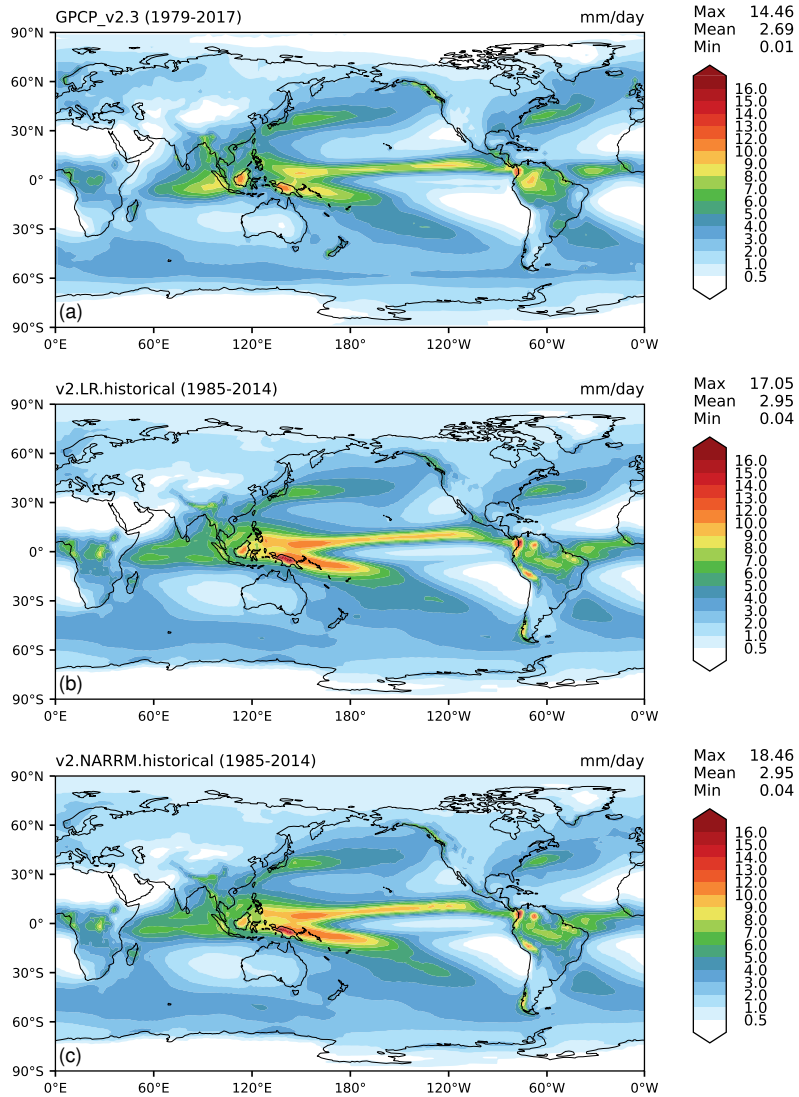 GPCP_v2.3 (1979-2017) mm/day
Max 14.46
Mean 2.69
Min 0.01
90°N
60°N
30°N
0°
30°S
60°S
90°S
(a)
0°E 60°E 120°E 180° 120°W 60°W 0°W
16.0
15.0
14.0
13.0
12.0
11.0
10.0
9.0
8.0
7.0
6.0
5.0
4.0
3.0
2.0
1.0
0.5
v2.LR.historical (1985-2014) mm/day
Max 17.05
Mean 2.95
Min 0.04
90°N
60°N
30°N
0°
30°S
60°S
90°S
(b)
0°E 60°E 120°E 180° 120°W 60°W 0°W
16.0
15.0
14.0
13.0
12.0
11.0
10.0
9.0
8.0
7.0
6.0
5.0
4.0
3.0
2.0
1.0
0.5
v2.NARRM.historical (1985-2014) mm/day
Max 18.46
Mean 2.95
Min 0.04
90°N
60°N
30°N
0°
30°S
60°S
90°S
(c)
0°E 60°E 120°E 180° 120°W 60°W 0°W
16.0
15.0
14.0
13.0
12.0
11.0
10.0
9.0
8.0
7.0
6.0
5.0
4.0
3.0
2.0
1.0
0.5